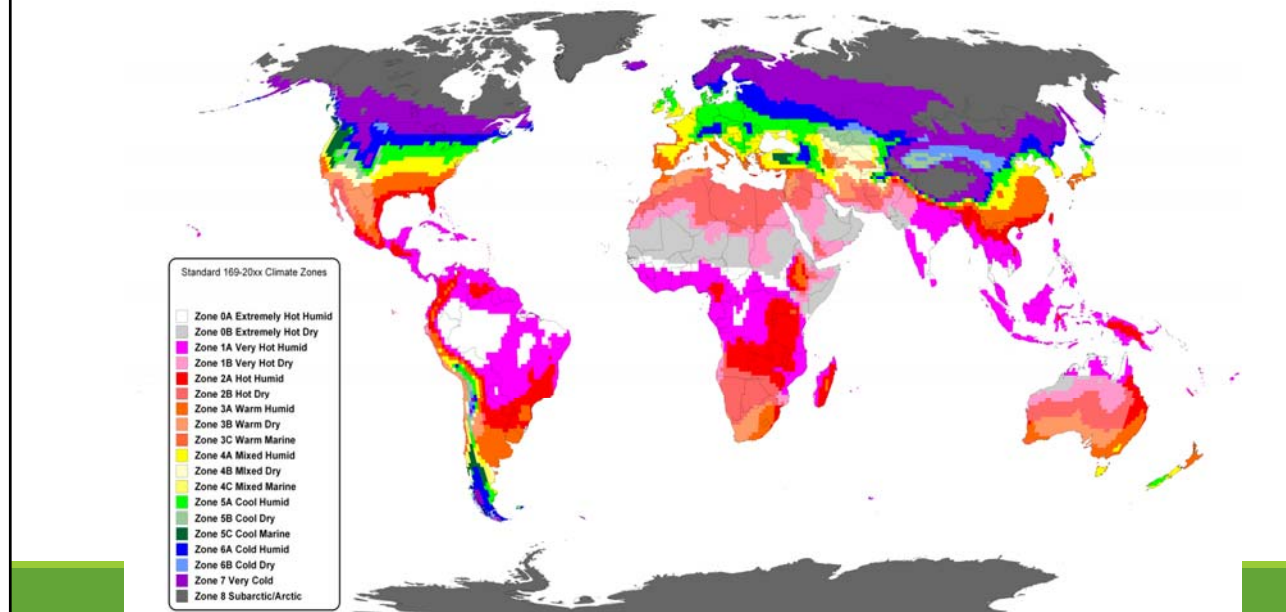 Standard 169-20xx Climate Zones
Zone 0A Extremely Hot Humid
Zone 0B Extremely Hot Dry
Zone 1A Very Hot Humid
Zone 1B Very Hot Dry
Zone 2A Hot Humid
Zone 2B Hot Dry
Zone 3A Warm Humid
Zone 3B Warm Dry
Zone 3C Warm Marine
Zone 4A Mixed Humid
Zone 4B Mixed Dry
Zone 4C Mixed Marine
Zone 5A Cool Humid
Zone 5B Cool Dry
Zone 5C Cool Marine
Zone 6A Cold Humid
Zone 6B Cold Dry
Zone 7 Very Cold
Zone 8 Subarctic/Arctic